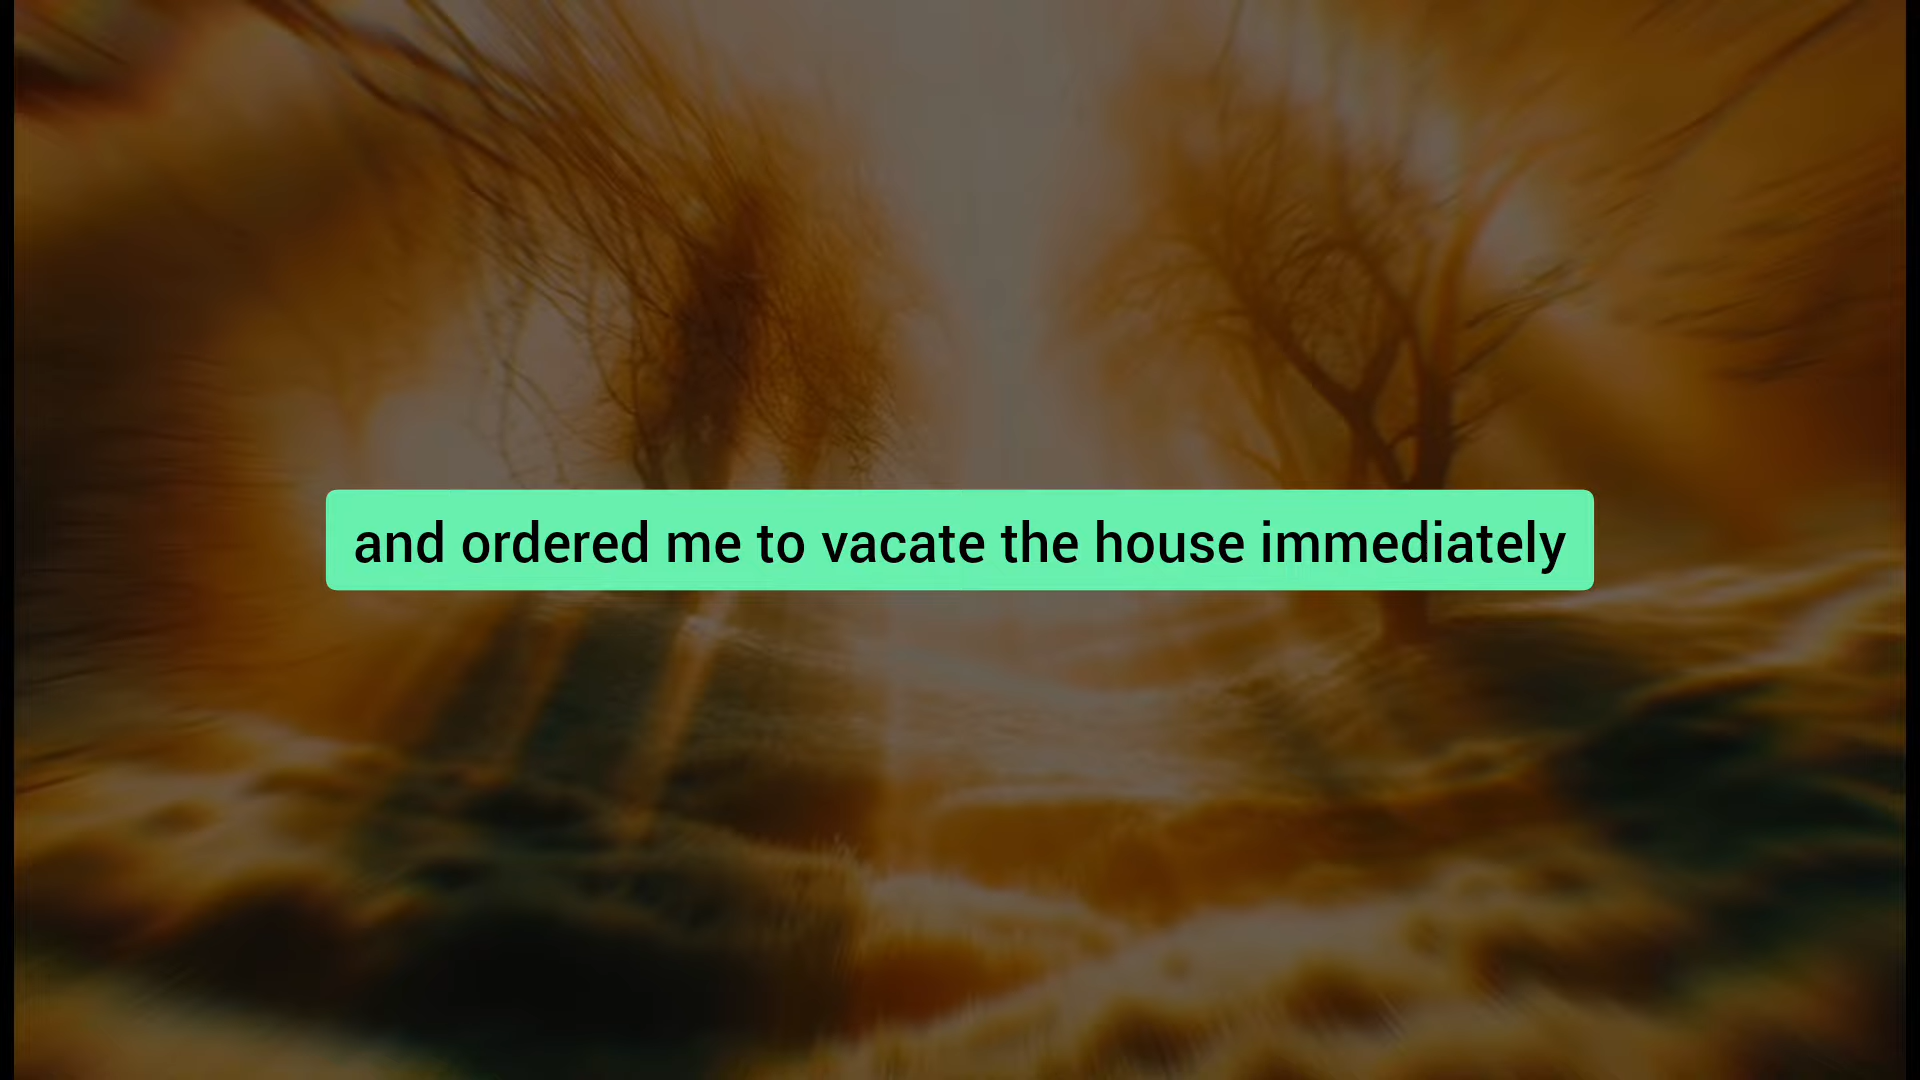 and ordered me to vacate the house immediately